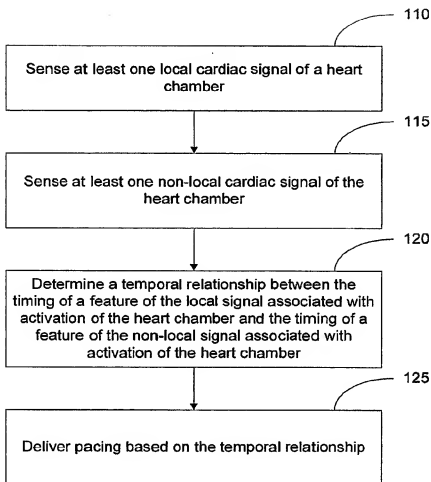 110
Sense at least one local cardiac signal of a heart
chamber
115
Sense at least one non-local cardiac signal of the
heart chamber
120
Determine a temporal relationship between the
timing of a feature of the local signal associated with
activation of the heart chamber and the timing of a
feature of the non-local signal associated with
activation of the heart chamber
125
Deliver pacing based on the temporal relationship